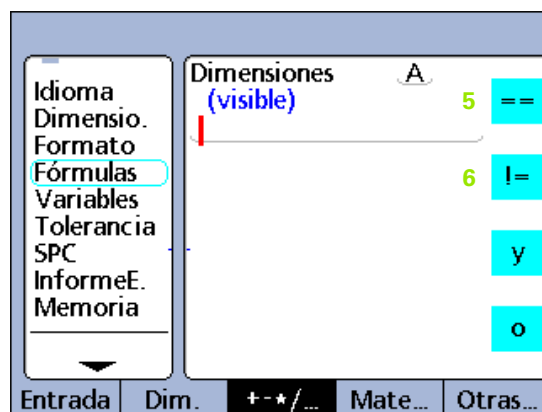 Idioma
Dimensio.
Formato
Fórmulas
Variables
Tolerancia
SPC
InformeE.
Memoria
Dimensiones A
(visible)
5 ==
6 !=
y
o
Entrada Dim. +-*/... Mate... Otras...